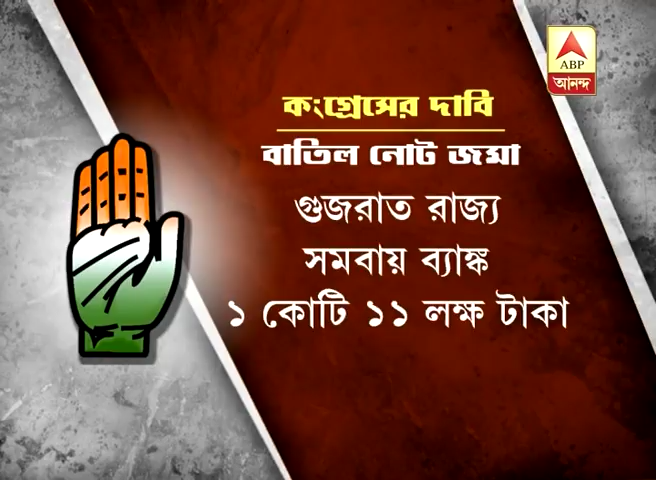 ABP
আনন্দ
কংগ্রেসের দাবি
বাতিল নোট জমা
গুজরাত রাজ্য
সমবায় ব্যাঙ্ক
১ কোটি ১১ লক্ষ টাকা